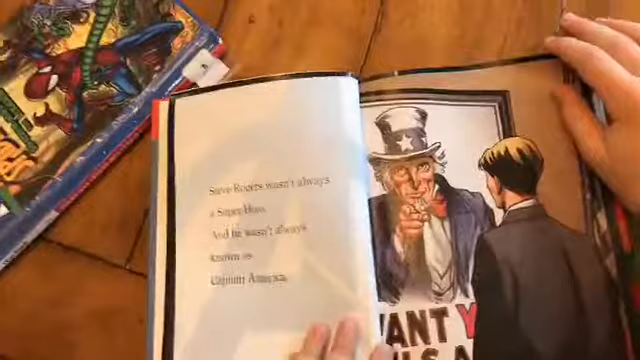 Steve Rogers wasn't always
a Super Hero.
And he wasn't always
known as
Captain America.
WANT Y
U.S.A